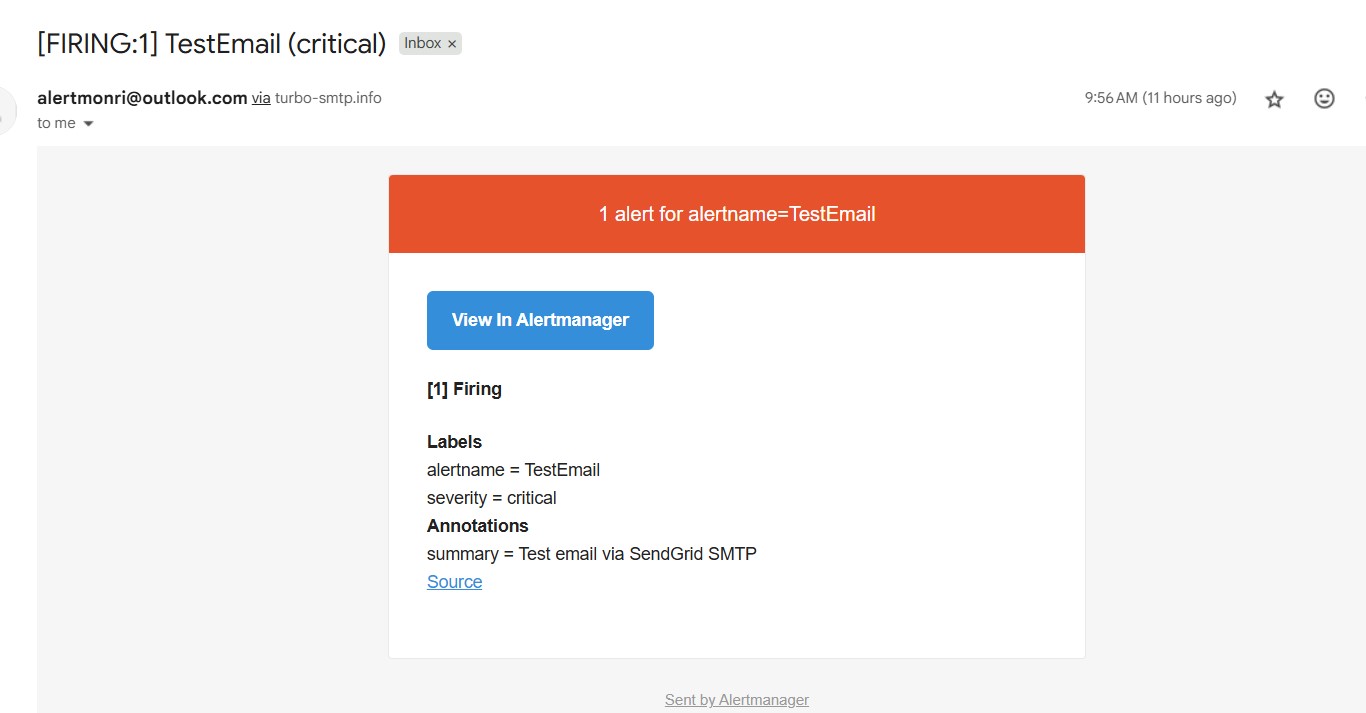 [FIRING:1] TestEmail (critical) Inbox ×
alertmonri@outlook.com via turbo-smtp.info 9:56 AM (11 hours ago)
to me
1 alert for alertname=TestEmail
View In Alertmanager
[1] Firing
Labels
alertname = TestEmail
severity = critical
Annotations
summary = Test email via SendGrid SMTP
Source
Sent by Alertmanager